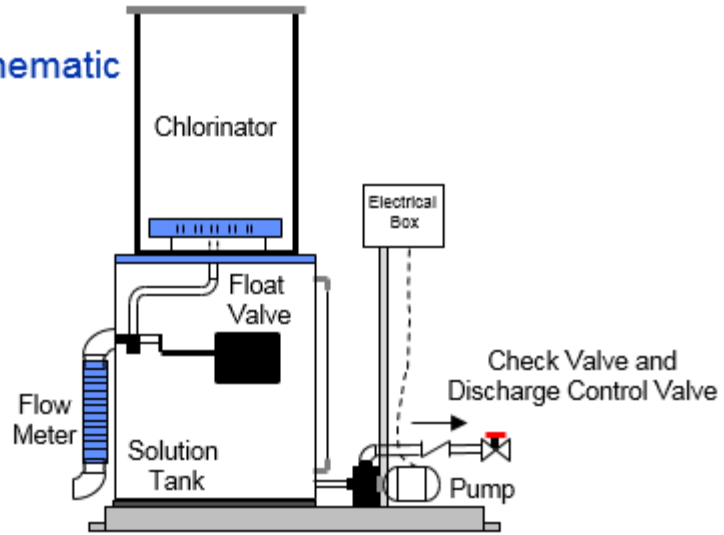 hematic
Chlorinator
Electrical
Box
Float
Valve
Check Valve and
Discharge Control Valve
Flow
Meter
Solution
Tank
Pump